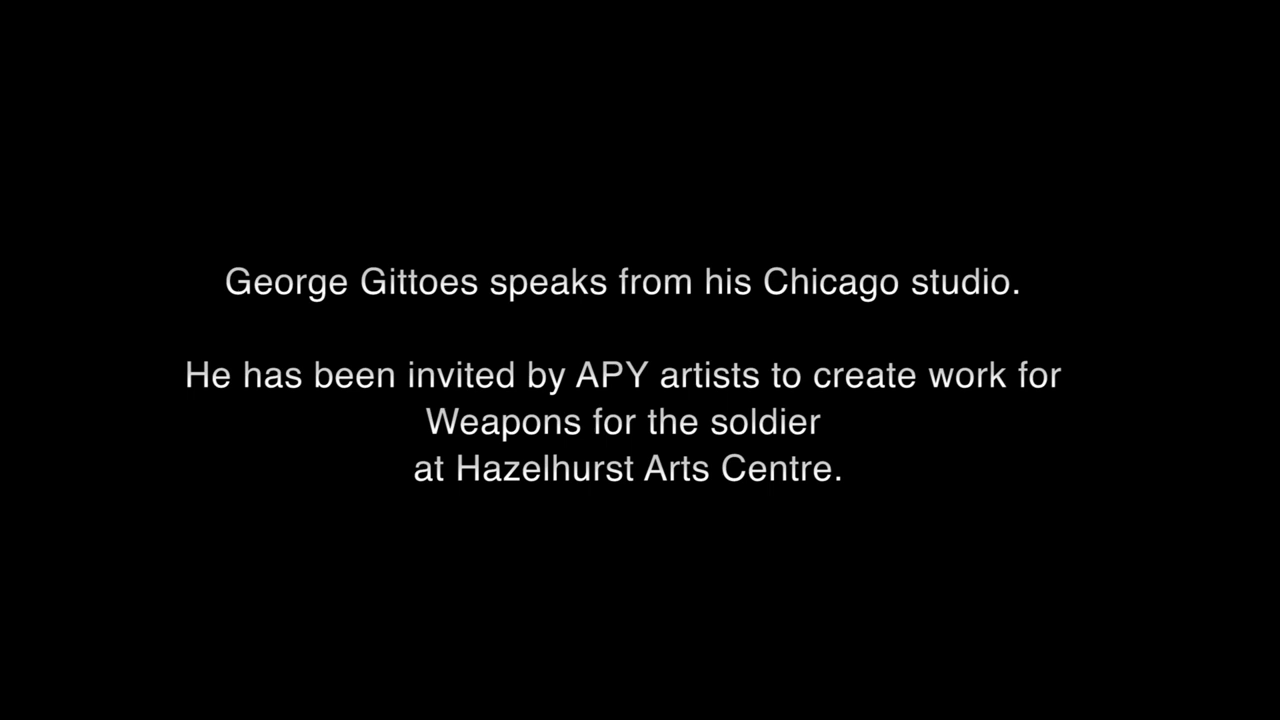 George Gittoes speaks from his Chicago studio.
He has been invited by APY artists to create work for
Weapons for the soldier
at Hazelhurst Arts Centre.